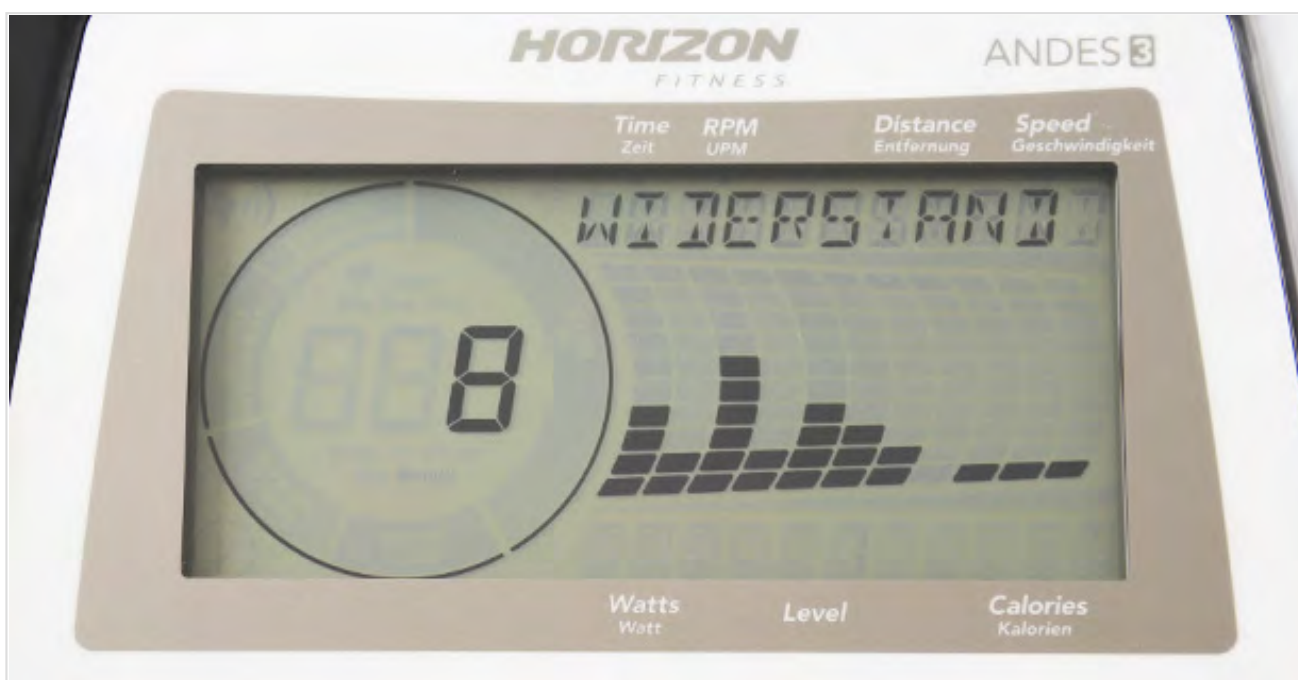 HORIZON
FITNESS
ANDES 3
Time RPM Distance Speed
Zeit UPM Entfernung Geschwindigkeit
WIDERSTAND
8
Watts Level Calories
Watt Kalorien